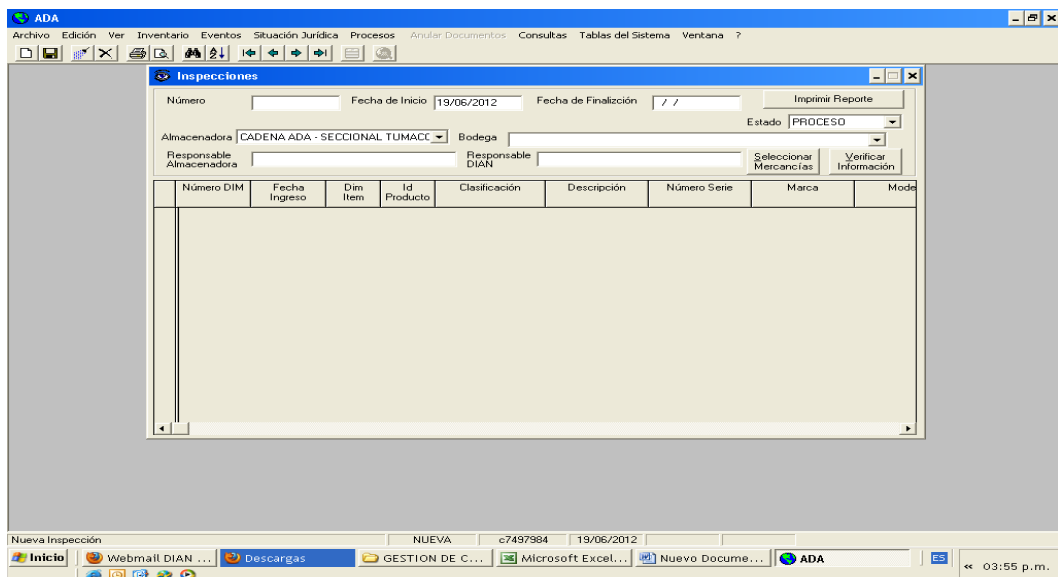 ADA
Archivo Edición Ver Inventario Eventos Situación Jurídica Procesos Anular Documentos Consultas Tablas del Sistema Ventana ?
Inspecciones
Número Fecha de Inicio 19/06/2012 Fecha de Finalizción / / Imprimir Reporte
Estado PROCESO
Almacenadora CADENA ADA - SECCIONAL TUMACC Bodega
Responsable Almacenadora Responsable DIAN Seleccionar Mercancías Verificar Información
Número DIM Fecha Ingreso Dim Item Id Producto Clasificación Descripción Número Serie Marca Mode
Nueva Inspección NUEVA c7497984 19/06/2012
Inicio Webmail DIAN ... Descargas GESTION DE C... Microsoft Excel... Nuevo Docume... ADA ES « 03:55 p.m.